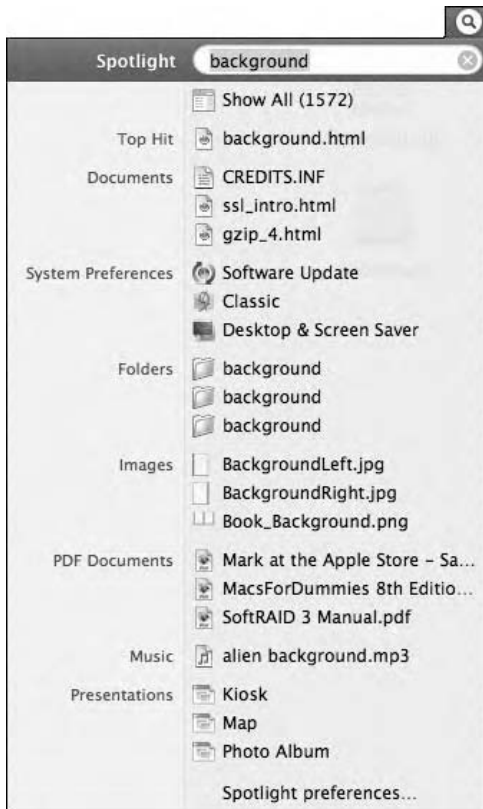 Spotlight background
Show All (1572)
Top Hit background.html
Documents CREDITS.INF
ssl_intro.html
gzip_4.html
System Preferences Software Update
Classic
Desktop & Screen Saver
Folders background
background
background
Images BackgroundLeft.jpg
BackgroundRight.jpg
Book_Background.png
PDF Documents Mark at the Apple Store – Sa...
MacsForDummies 8th Editio...
SoftRAID 3 Manual.pdf
Music alien background.mp3
Presentations Kiosk
Map
Photo Album
Spotlight preferences...